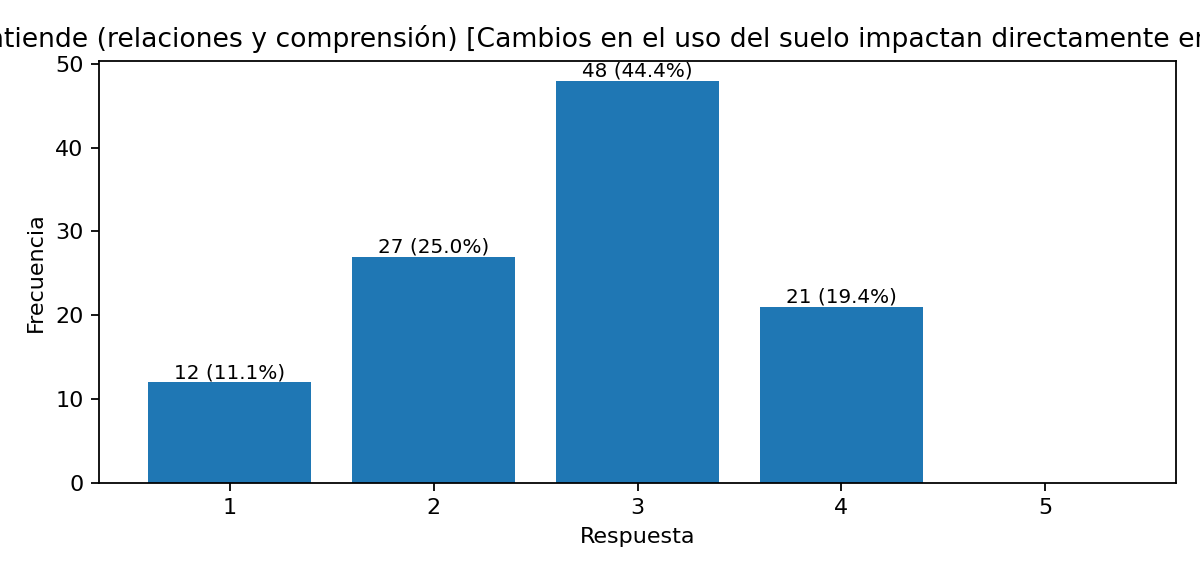 ntiende (relaciones y comprensión) [Cambios en el uso del suelo impactan directamente en
50
48 (44.4%)
40
30
27 (25.0%)
21 (19.4%)
20
12 (11.1%)
10
0
Frecuencia
1 2 3 4 5
Respuesta